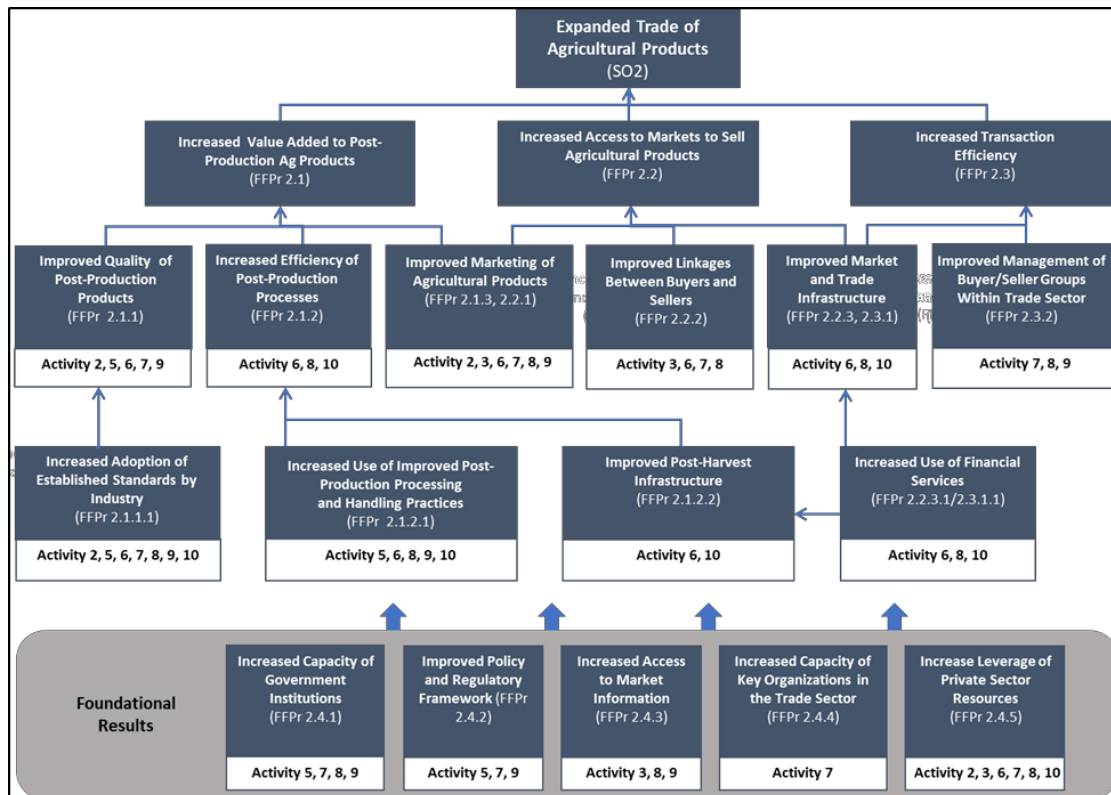 Expanded Trade of
Agricultural Products
(SO2)
Increased Value Added to Post-
Production Ag Products
(FFPr 2.1)
Increased Access to Markets to Sell
Agricultural Products
(FFPr 2.2)
Increased Transaction
Efficiency
(FFPr 2.3)
Improved Quality of
Post-Production
Products
(FFPr 2.1.1)
Activity 2, 5, 6, 7, 9
Increased Efficiency of
Post-Production
Processes
(FFPr 2.1.2)
Activity 6, 8, 10
Improved Marketing of
Agricultural Products
(FFPr 2.1.3, 2.2.1)
Activity 2, 3, 6, 7, 8, 9
Improved Linkages
Between Buyers and
Sellers
(FFPr 2.2.2)
Activity 3, 6, 7, 8
Improved Market
and Trade
Infrastructure
(FFPr 2.2.3, 2.3.1)
Activity 6, 8, 10
Improved Management of
Buyer/Seller Groups
Within Trade Sector
(FFPr 2.3.2)
Activity 7, 8, 9
Increased Adoption of
Established Standards by
Industry
(FFPr 2.1.1.1)
Activity 2, 5, 6, 7, 8, 9, 10
Increased Use of Improved Post-
Production Processing
and Handling Practices
(FFPr 2.1.2.1)
Activity 5, 6, 8, 9, 10
Improved Post-Harvest
Infrastructure
(FFPr 2.1.2.2)
Activity 6, 10
Increased Use of Financial
Services
(FFPr 2.2.3.1/2.3.1.1)
Activity 6, 8, 10
Foundational
Results
Increased Capacity of
Government
Institutions
(FFPr 2.4.1)
Activity 5, 7, 8, 9
Improved Policy
and Regulatory
Framework (FFPr
2.4.2)
Activity 5, 7, 9
Increased Access
to Market
Information
(FFPr 2.4.3)
Activity 3, 8, 9
Increased Capacity of
Key Organizations in
the Trade Sector
(FFPr 2.4.4)
Activity 7
Increase Leverage of
Private Sector
Resources
(FFPr 2.4.5)
Activity 2, 3, 6, 7, 8, 10